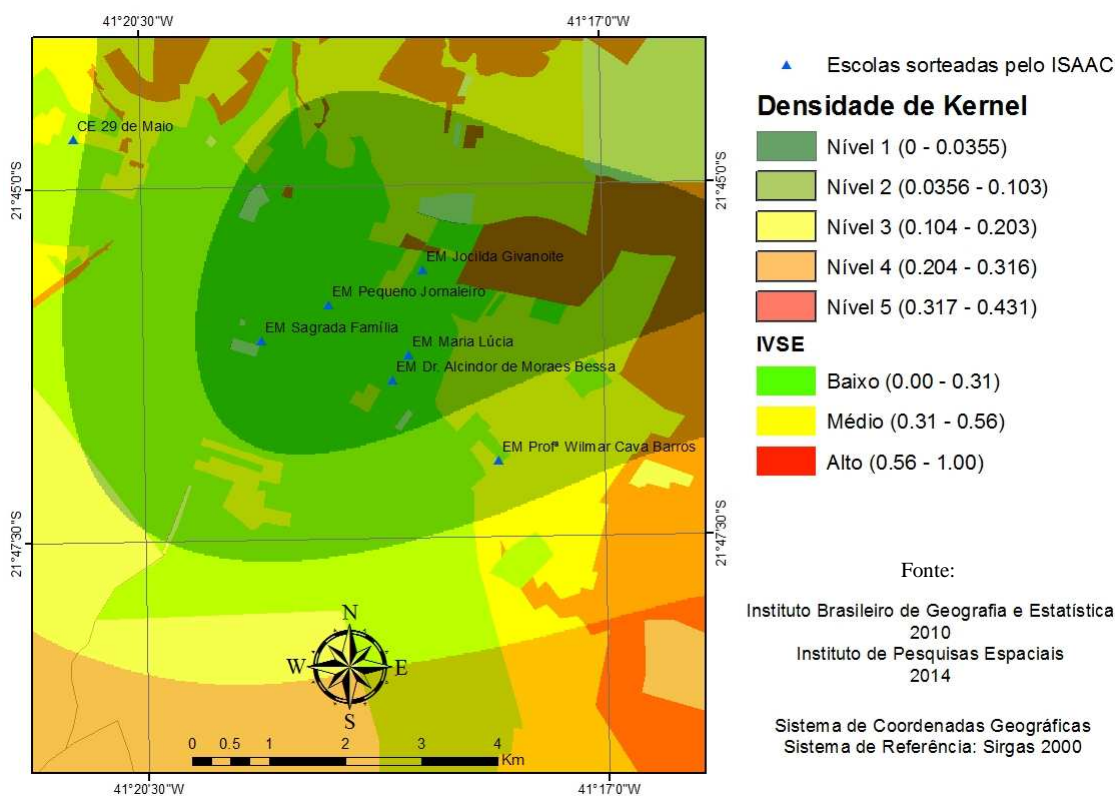 41°20'30"W
41°17'0"W
21°45'0"S
21°45'0"S
21°47'30"S
21°47'30"S
CE 29 de Maio
EM Jocilda Givanoite
EM Pequeno Jornaleiro
EM Sagrada Família
EM Maria Lúcia
EM Dr. Alcindor de Moraes Bessa
EM Profª Wilmar Cava Barros
N
W
E
S
0 0.5 1 2 3 4
Km
41°20'30"W
41°17'0"W
Escolas sorteadas pelo ISAAC
Densidade de Kernel
Nível 1 (0 - 0.0355)
Nível 2 (0.0356 - 0.103)
Nível 3 (0.104 - 0.203)
Nível 4 (0.204 - 0.316)
Nível 5 (0.317 - 0.431)
IVSE
Baixo (0.00 - 0.31)
Médio (0.31 - 0.56)
Alto (0.56 - 1.00)
Fonte:
Instituto Brasileiro de Geografia e Estatística
2010
Instituto de Pesquisas Espaciais
2014
Sistema de Coordenadas Geográficas
Sistema de Referência: Sirgas 2000